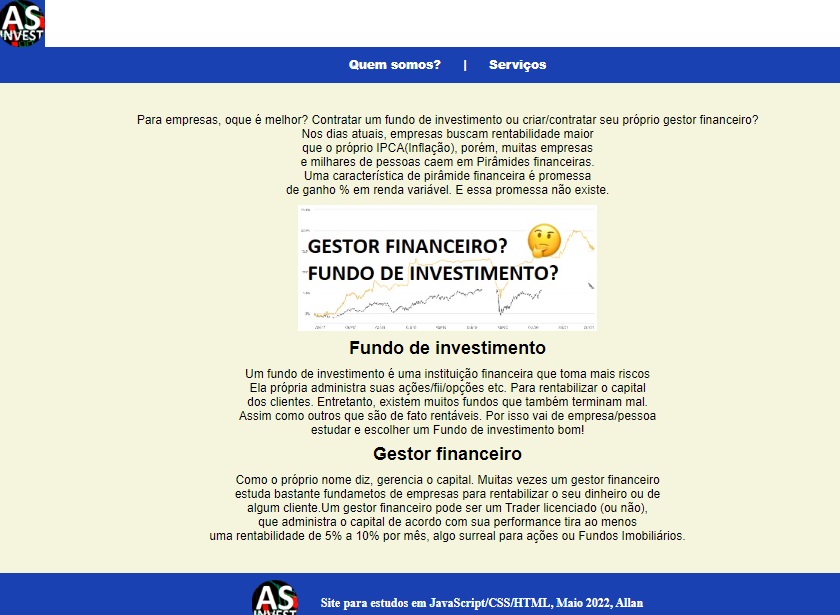 AS
INVEST
Quem somos? | Serviços
Para empresas, oque é melhor? Contratar um fundo de investimento ou criar/contratar seu próprio gestor financeiro?
Nos dias atuais, empresas buscam rentabilidade maior
que o próprio IPCA(Inflação), porém, muitas empresas
e milhares de pessoas caem em Pirâmides financeiras.
Uma característica de pirâmide financeira é promessa
de ganho % em renda variável. E essa promessa não existe.
GESTOR FINANCEIRO?
FUNDO DE INVESTIMENTO?
Fundo de investimento
Um fundo de investimento é uma instituição financeira que toma mais riscos
Ela própria administra suas ações/fii/opções etc. Para rentabilizar o capital
dos clientes. Entretanto, existem muitos fundos que também terminam mal.
Assim como outros que são de fato rentáveis. Por isso vai de empresa/pessoa
estudar e escolher um Fundo de investimento bom!
Gestor financeiro
Como o próprio nome diz, gerencia o capital. Muitas vezes um gestor financeiro
estuda bastante fundametos de empresas para rentabilizar o seu dinheiro ou de
algum cliente.Um gestor financeiro pode ser um Trader licenciado (ou não),
que administra o capital de acordo com sua performance tira ao menos
uma rentabilidade de 5% a 10% por mês, algo surreal para ações ou Fundos Imobiliários.
AS
INVEST
Site para estudos em JavaScript/CSS/HTML, Maio 2022, Allan